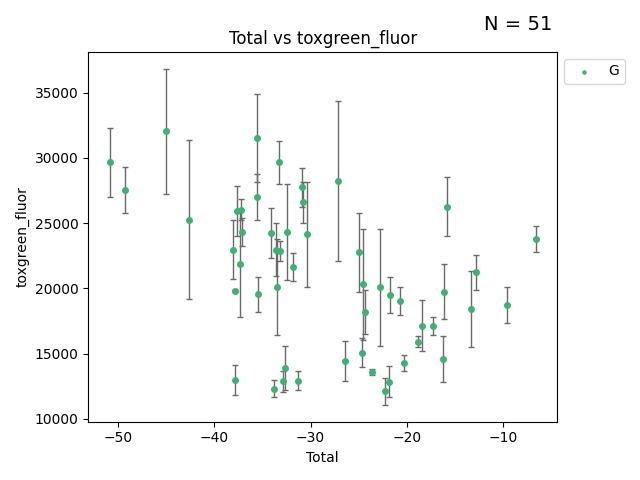 N = 51
Total vs toxgreen_fluor
G
35000
30000
25000
20000
15000
10000
toxgreen_fluor
−50
−40
−30
−20
−10
Total